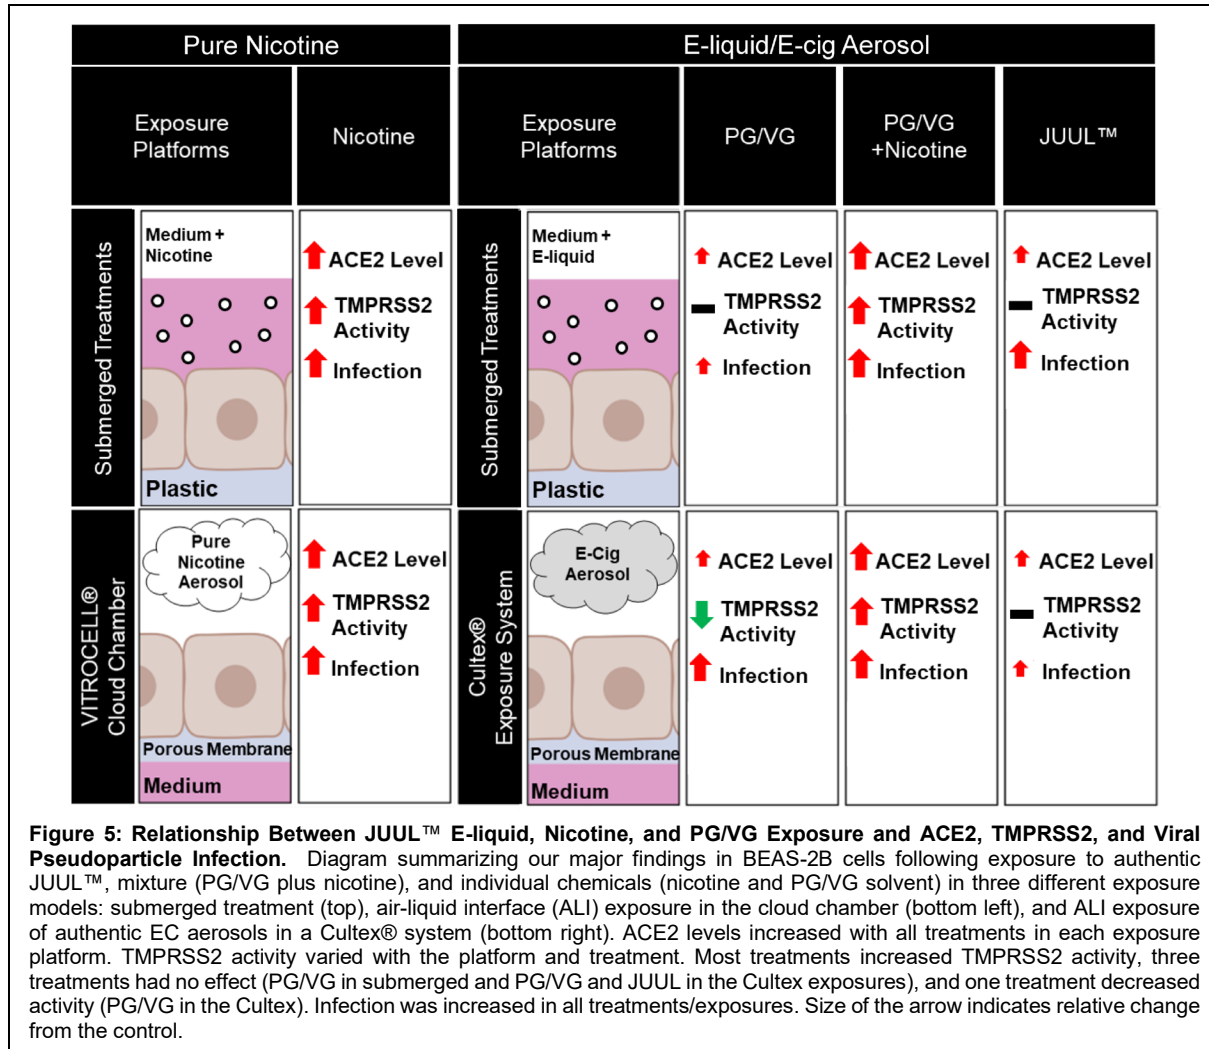 Pure Nicotine
E-liquid/E-cig Aerosol
Exposure
Platforms
Nicotine
Exposure
Platforms
PG/VG
PG/VG
+Nicotine
JUUL™
Submerged Treatments
Medium +
Nicotine
Plastic
ACE2 Level
TMPRSS2
Activity
Infection
Submerged Treatments
Medium +
E-liquid
Plastic
ACE2 Level
TMPRSS2
Activity
Infection
ACE2 Level
TMPRSS2
Activity
Infection
ACE2 Level
TMPRSS2
Activity
Infection
VITROCELL®
Cloud Chamber
Pure
Nicotine
Aerosol
Porous Membrane
Medium
ACE2 Level
TMPRSS2
Activity
Infection
Cultex®
Exposure System
E-Cig
Aerosol
Porous Membrane
Medium
ACE2 Level
TMPRSS2
Activity
Infection
ACE2 Level
TMPRSS2
Activity
Infection
ACE2 Level
TMPRSS2
Activity
Infection
Figure 5: Relationship Between JUUL™ E-liquid, Nicotine, and PG/VG Exposure and ACE2, TMPRSS2, and Viral
Pseudoparticle Infection. Diagram summarizing our major findings in BEAS-2B cells following exposure to authentic
JUUL™, mixture (PG/VG plus nicotine), and individual chemicals (nicotine and PG/VG solvent) in three different exposure
models: submerged treatment (top), air-liquid interface (ALI) exposure in the cloud chamber (bottom left), and ALI exposure
of authentic EC aerosols in a Cultex® system (bottom right). ACE2 levels increased with all treatments in each exposure
platform. TMPRSS2 activity varied with the platform and treatment. Most treatments increased TMPRSS2 activity, three
treatments had no effect (PG/VG in submerged and PG/VG and JUUL in the Cultex exposures), and one treatment decreased
activity (PG/VG in the Cultex). Infection was increased in all treatments/exposures. Size of the arrow indicates relative change
from the control.